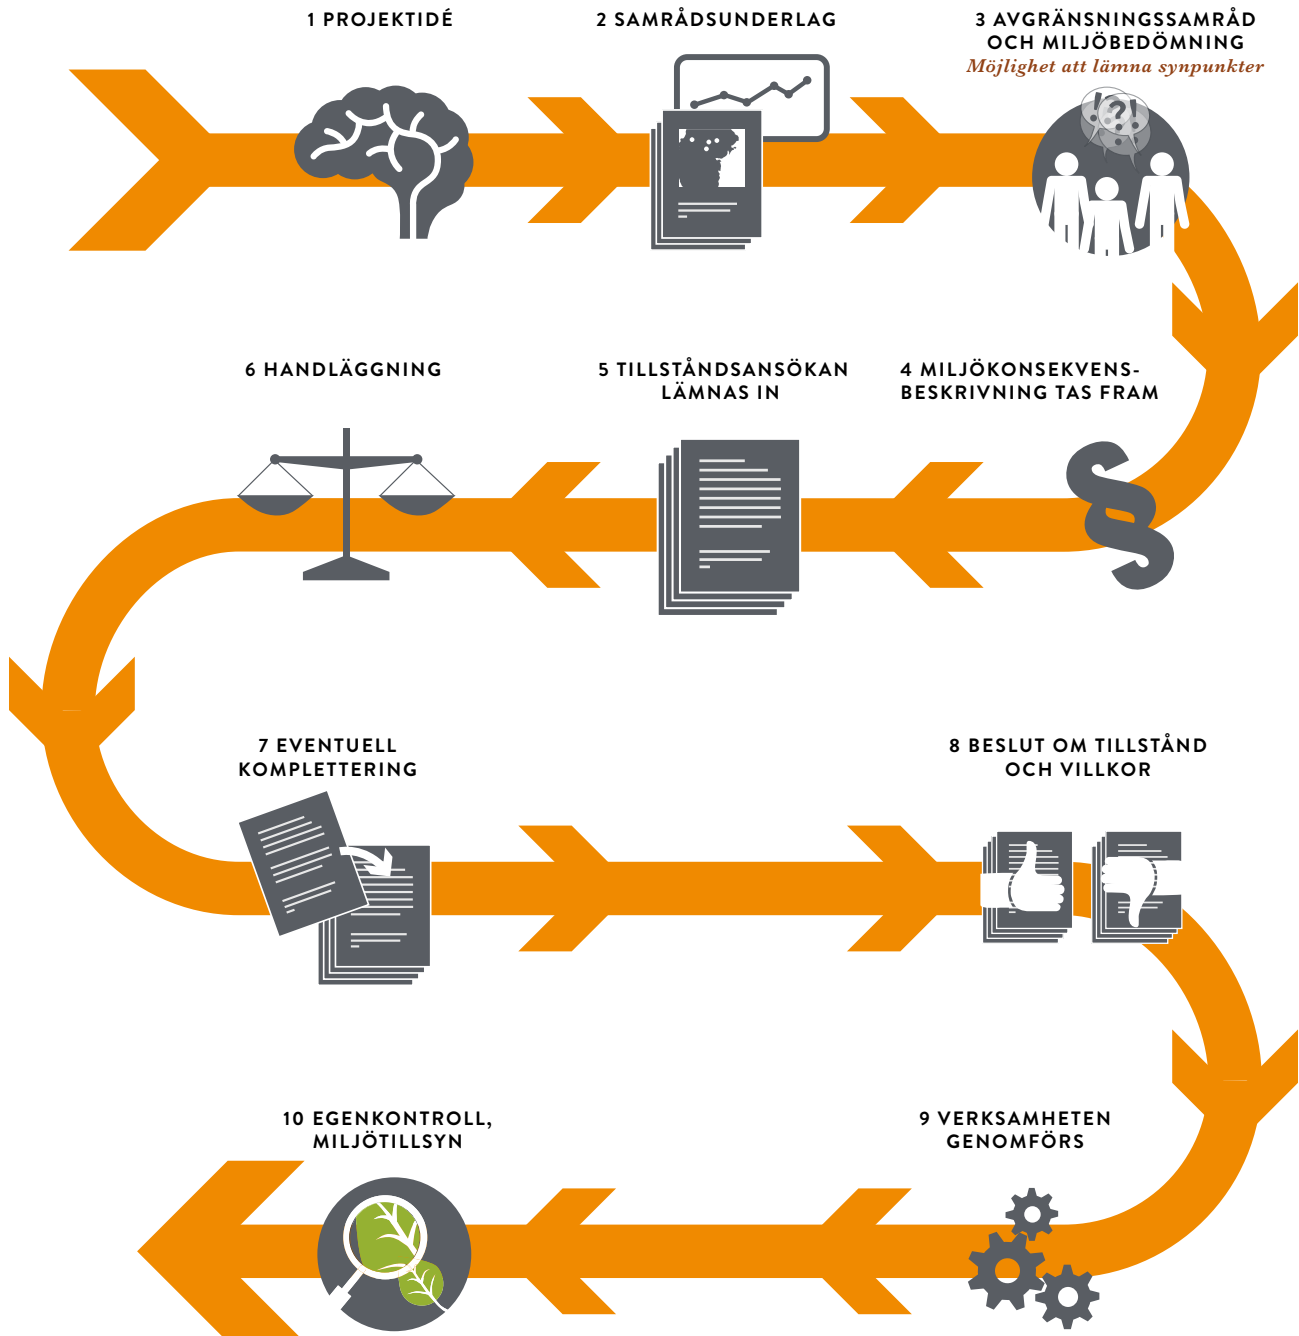 1 PROJEKTIDÉ
2 SAMRÅDSUNDERLAG
3 AVGRÄNSNINGSSAMRÅD
OCH MILJÖBEDÖMNING
Möjlighet att lämna synpunkter
!?!
4 MILJÖKONSEKVENS-
BESKRIVNING TAS FRAM
§
5 TILLSTÅNDSANSÖKAN
LÄMNAS IN
6 HANDLÄGGNING
7 EVENTUELL
KOMPLETTERING
8 BESLUT OM TILLSTÅND
OCH VILLKOR
9 VERKSAMHETEN
GENOMFÖRS
10 EGENKONTROLL,
MILJÖTILLSYN